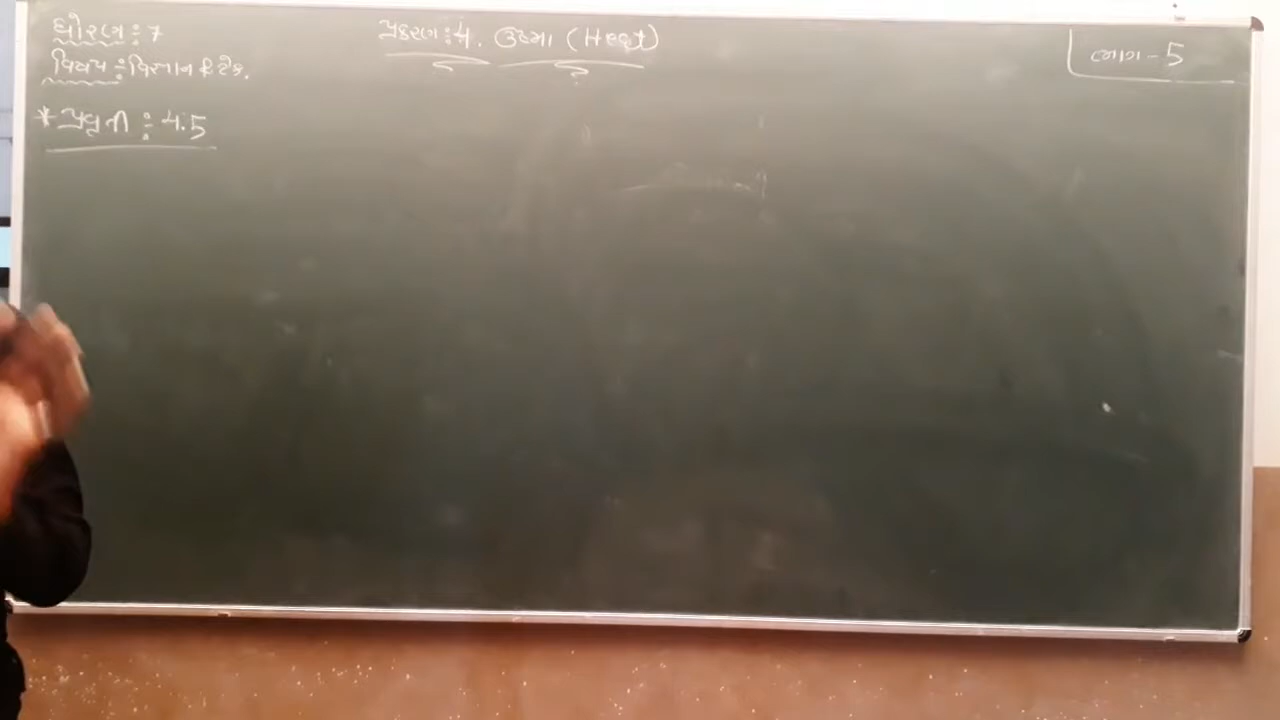 ધોરણ : 7
પ્રકરણ : 4. ઉષ્મા (Heat)
ભાગ - 5
વિષય : વિજ્ઞાન & ટેક.
* પ્રવૃત્તી : 4.5